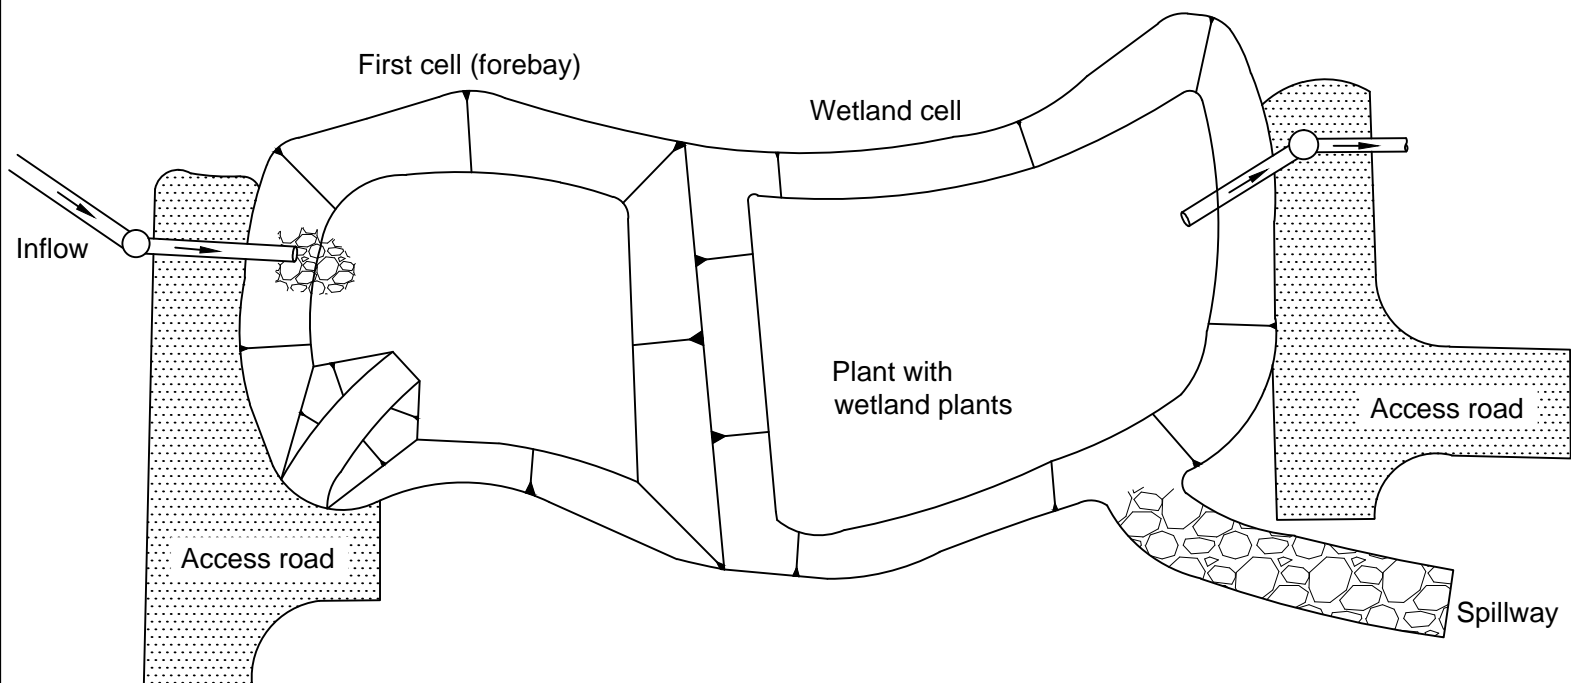 First cell (forebay)
Wetland cell
Inflow
Plant with
wetland plants
Access road
Access road
Spillway